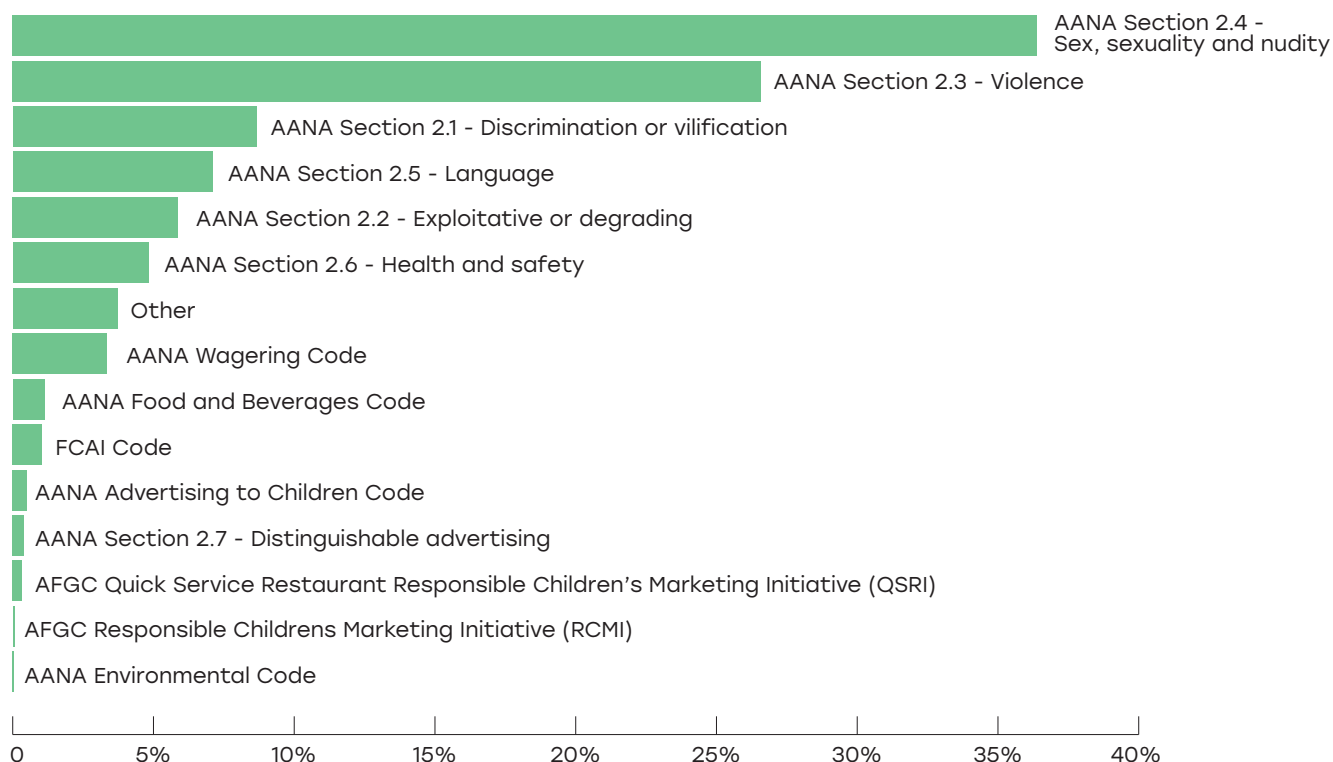 AANA Section 2.4 -
Sex, sexuality and nudity
AANA Section 2.3 - Violence
AANA Section 2.1 - Discrimination or vilification
AANA Section 2.5 - Language
AANA Section 2.2 - Exploitative or degrading
AANA Section 2.6 - Health and safety
Other
AANA Wagering Code
AANA Food and Beverages Code
FCAI Code
AANA Advertising to Children Code
AANA Section 2.7 - Distinguishable advertising
AFGC Quick Service Restaurant Responsible Children’s Marketing Initiative (QSRI)
AFGC Responsible Childrens Marketing Initiative (RCMI)
AANA Environmental Code
0 5% 10% 15% 20% 25% 30% 35% 40%